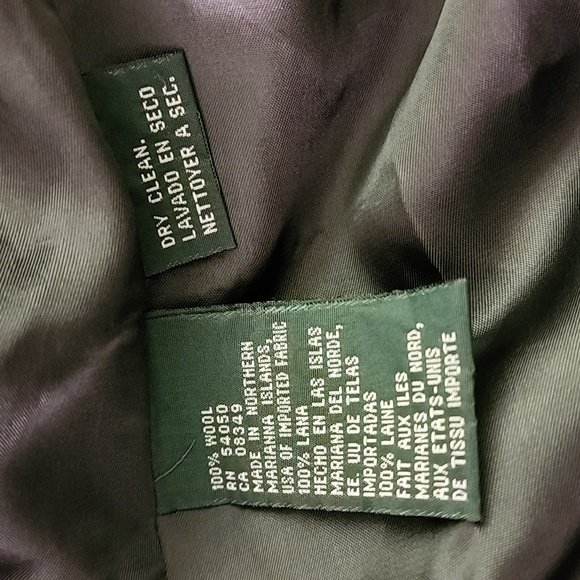 DRY CLEAN.
LAVADO EN SECO
NETTOYER A SEC.
100% WOOL
RN 54050
CA 08349
MADE IN NORTHERN
MARIANNA ISLANDS,
USA OF IMPORTED FABRIC
100% LANA
HECHO EN LAS ISLAS
MARIANA DEL NORDE,
EE. UU DE TELAS
IMPORTADAS
100% LAINE
FAIT AUX ILES
MARIANES DU NORD,
AUX ETATS-UNIS
DE TISSU IMPORTE